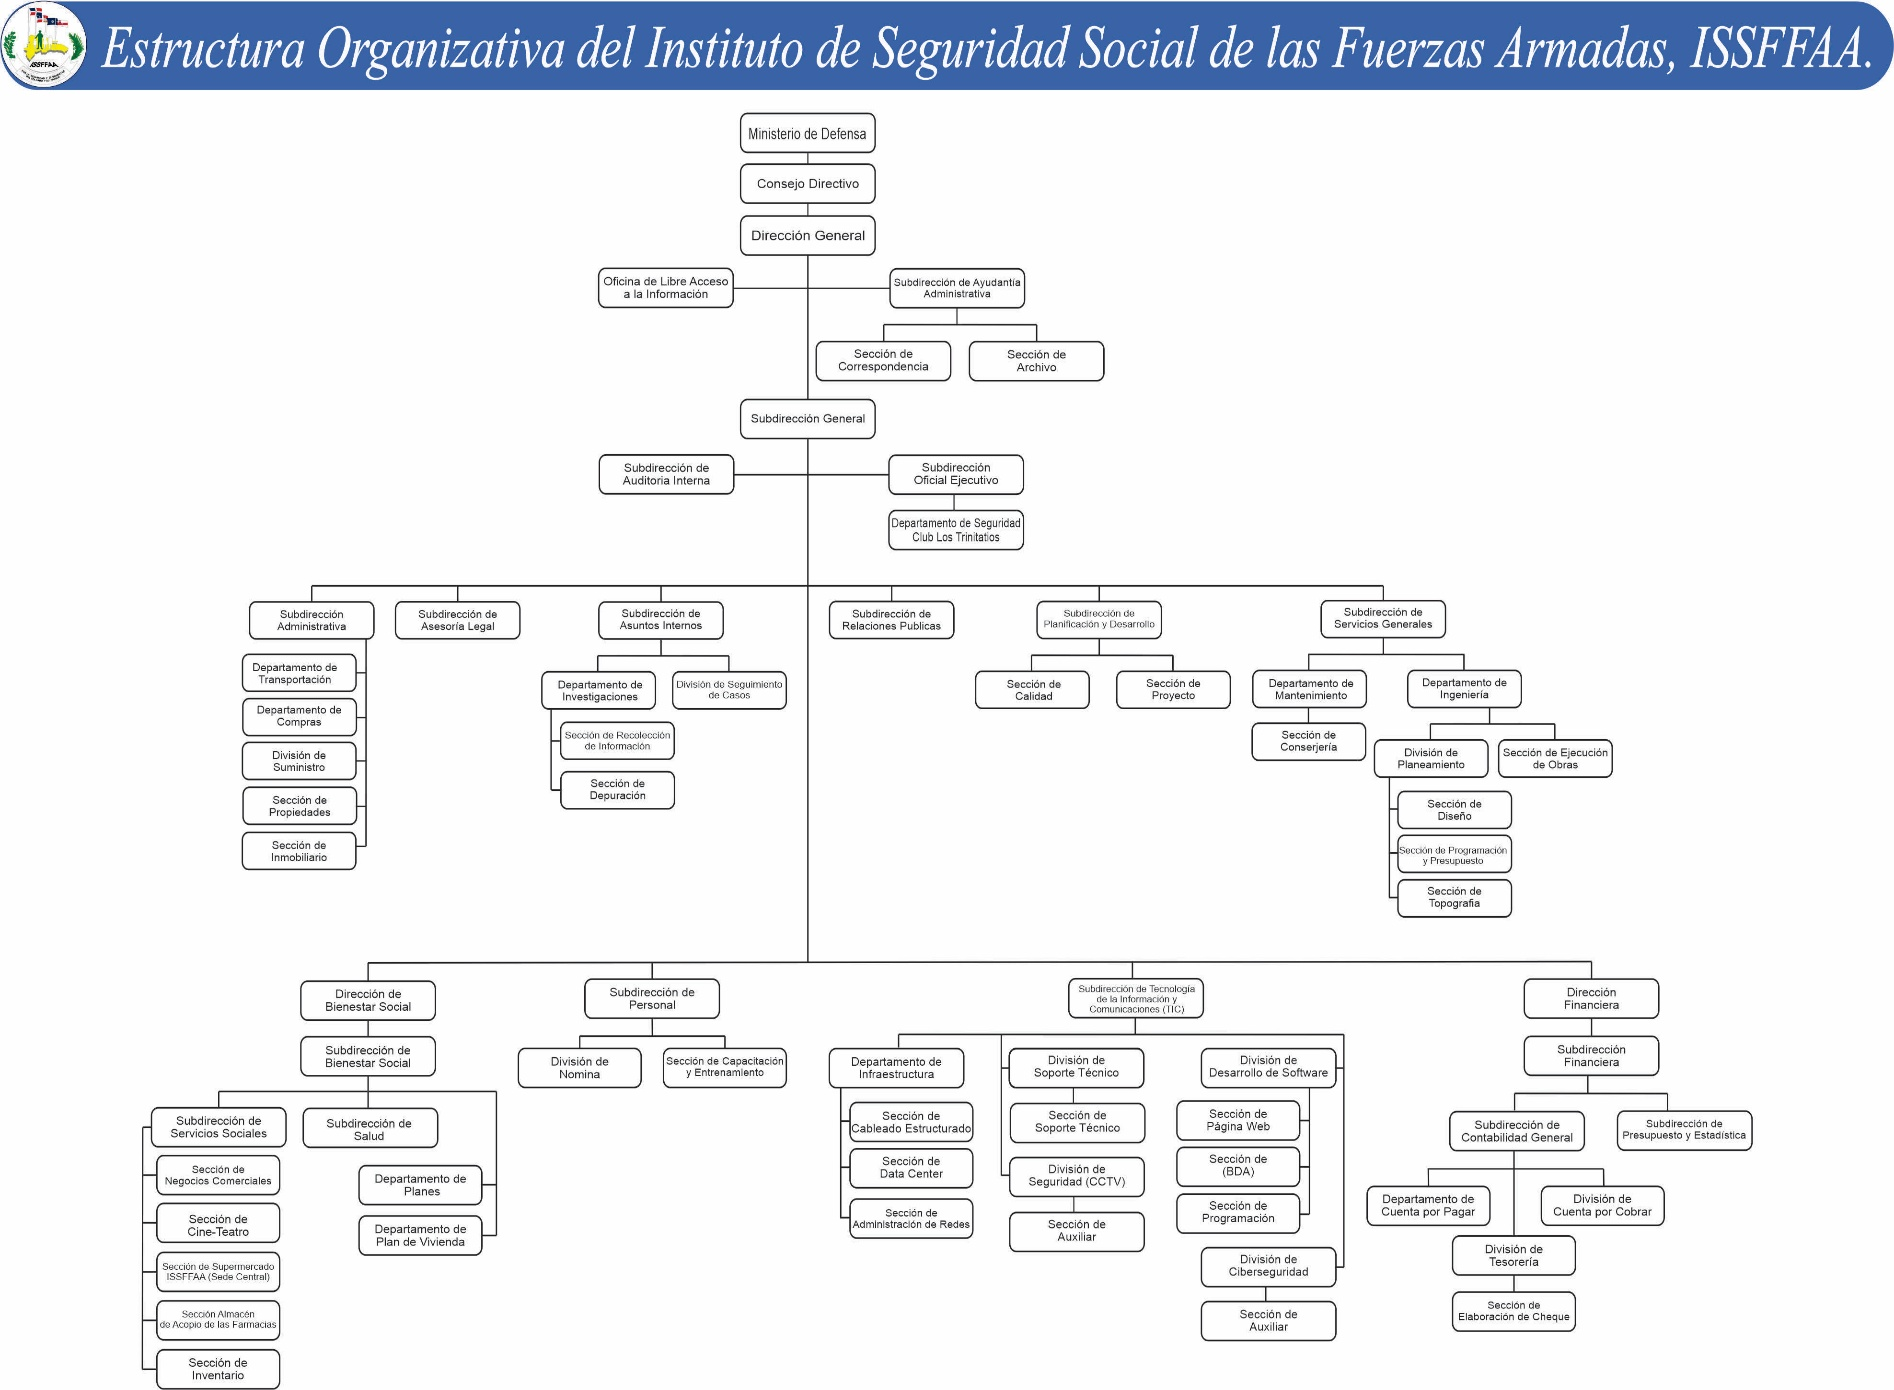 Estructura Organizativa del Instituto de Seguridad Social de las Fuerzas Armadas, ISSFFAA.
ISSFFAA
Ministerio de Defensa
Consejo Directivo
Dirección General
Oficina de Libre Acceso
a la Información
Subdirección de Ayudantía
Administrativa
Sección de
Correspondencia
Sección de
Archivo
Subdirección General
Subdirección de
Auditoria Interna
Subdirección
Oficial Ejecutivo
Departamento de Seguridad
Club Los Trinitatios
Subdirección
Administrativa
Departamento de
Transportación
Departamento de
Compras
División de
Suministro
Sección de
Propiedades
Sección de
Inmobiliario
Subdirección de
Asesoría Legal
Subdirección de
Asuntos Internos
Departamento de
Investigaciones
División de Seguimiento
de Casos
Sección de Recolección
de Información
Sección de
Depuración
Subdirección de
Relaciones Publicas
Subdirección de
Planificación y Desarrollo
Sección de
Calidad
Sección de
Proyecto
Subdirección de
Servicios Generales
Departamento de
Mantenimiento
Sección de
Conserjería
Departamento de
Ingeniería
División de
Planeamiento
Sección de Ejecución
de Obras
Sección de
Diseño
Sección de Programación
y Presupuesto
Sección de
Topografia
Dirección de
Bienestar Social
Subdirección de
Bienestar Social
Subdirección de
Servicios Sociales
Sección de
Negocios Comerciales
Sección de
Cine-Teatro
Sección de Supermercado
ISSFFAA (Sede Central)
Sección Almacén
de Acopio de las Farmacias
Sección de
Inventario
Subdirección de
Salud
Departamento de
Planes
Departamento de
Plan de Vivienda
Subdirección de
Personal
División de
Nomina
Sección de Capacitación
y Entrenamiento
Subdirección de Tecnología
de la Información y
Comunicaciones (TIC)
Departamento de
Infraestructura
Sección de
Cableado Estructurado
Sección de
Data Center
Sección de
Administración de Redes
División de
Soporte Técnico
Sección de
Soporte Técnico
División de
Seguridad (CCTV)
Sección de
Auxiliar
División de
Desarrollo de Software
Sección de
Página Web
Sección de
(BDA)
Sección de
Programación
División de
Ciberseguridad
Sección de
Auxiliar
Dirección
Financiera
Subdirección
Financiera
Subdirección de
Contabilidad General
Subdirección de
Presupuesto y Estadística
Departamento de
Cuenta por Pagar
División de
Cuenta por Cobrar
División de
Tesorería
Sección de
Elaboración de Cheque